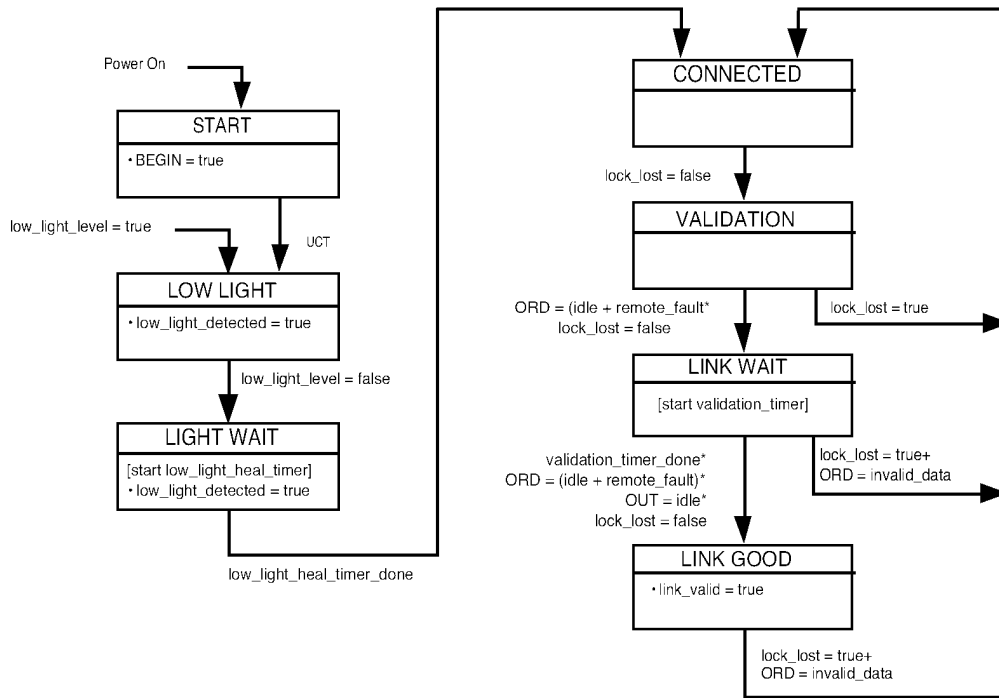 Power On
START
• BEGIN = true
low_light_level = true
UCT
LOW LIGHT
• low_light_detected = true
low_light_level = false
LIGHT WAIT
[start low_light_heal_timer]
• low_light_detected = true
low_light_heal_timer_done
CONNECTED
lock_lost = false
VALIDATION
ORD = (idle + remote_fault*
lock_lost = false
lock_lost = true
LINK WAIT
[start validation_timer]
validation_timer_done*
ORD = (idle + remote_fault)*
OUT = idle*
lock_lost = false
lock_lost = true+
ORD = invalid_data
LINK GOOD
• link_valid = true
lock_lost = true+
ORD = invalid_data